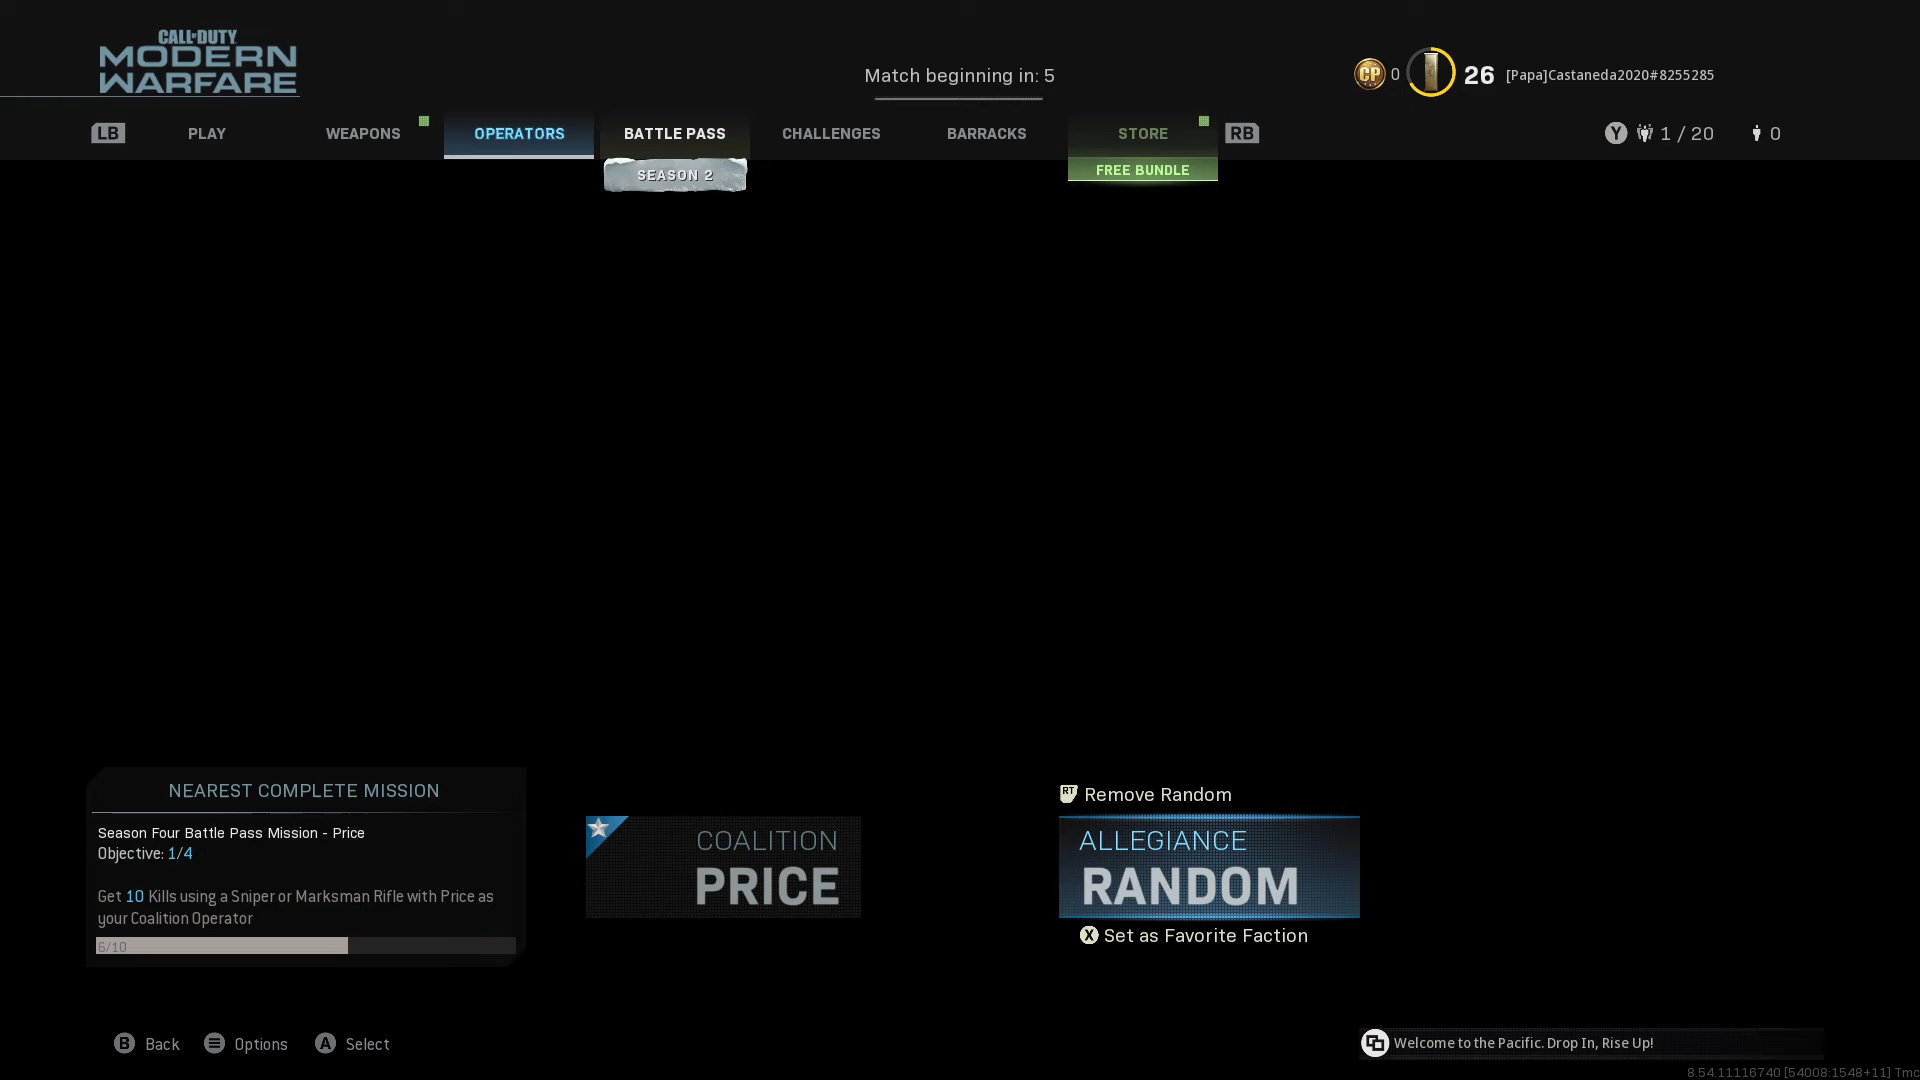 CALL OF DUTY
MODERN
WARFARE
Match beginning in: 5
CP 0
26
[Papa]Castaneda2020#8255285
LB
PLAY
WEAPONS
OPERATORS
BATTLE PASS
CHALLENGES
BARRACKS
STORE
RB
Y 1 / 20
0
SEASON 2
FREE BUNDLE
NEAREST COMPLETE MISSION
Season Four Battle Pass Mission - Price
Objective: 1/4
Get 10 Kills using a Sniper or Marksman Rifle with Price as
your Coalition Operator
6/10
COALITION
PRICE
RT Remove Random
ALLEGIANCE
RANDOM
X Set as Favorite Faction
B Back
Options
A Select
Welcome to the Pacific. Drop In, Rise Up!
8.54.11116740 [54008:1548+11] Tmc